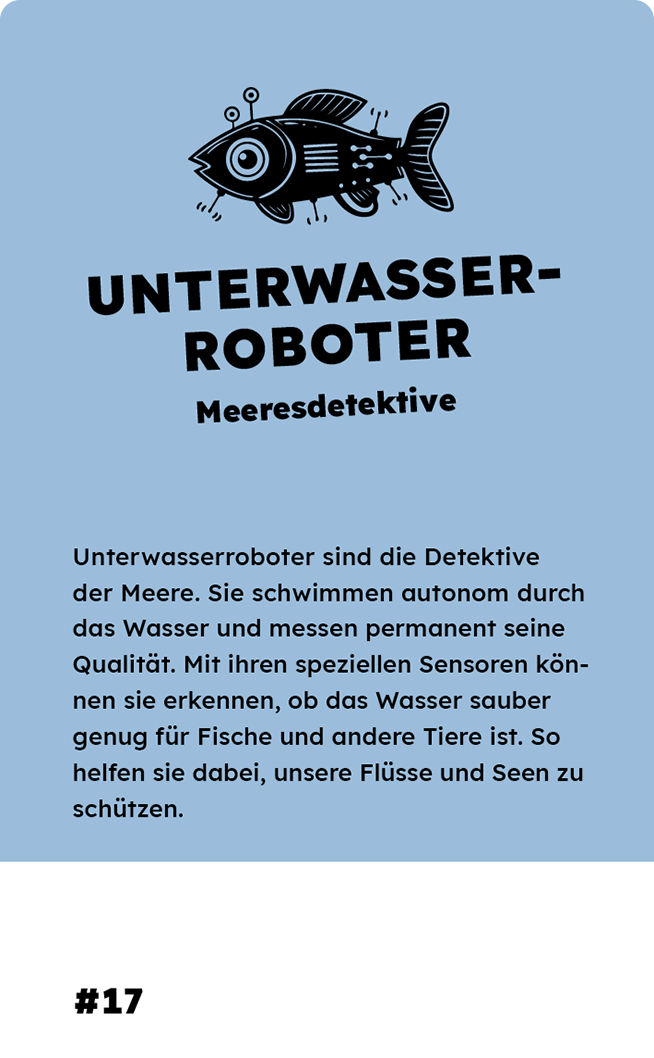 UNTERWASSER-
ROBOTER
Meeresdetektive
Unterwasserroboter sind die Detektive
der Meere. Sie schwimmen autonom durch
das Wasser und messen permanent seine
Qualität. Mit ihren speziellen Sensoren kön-
nen sie erkennen, ob das Wasser sauber
genug für Fische und andere Tiere ist. So
helfen sie dabei, unsere Flüsse und Seen zu
schützen.
#17